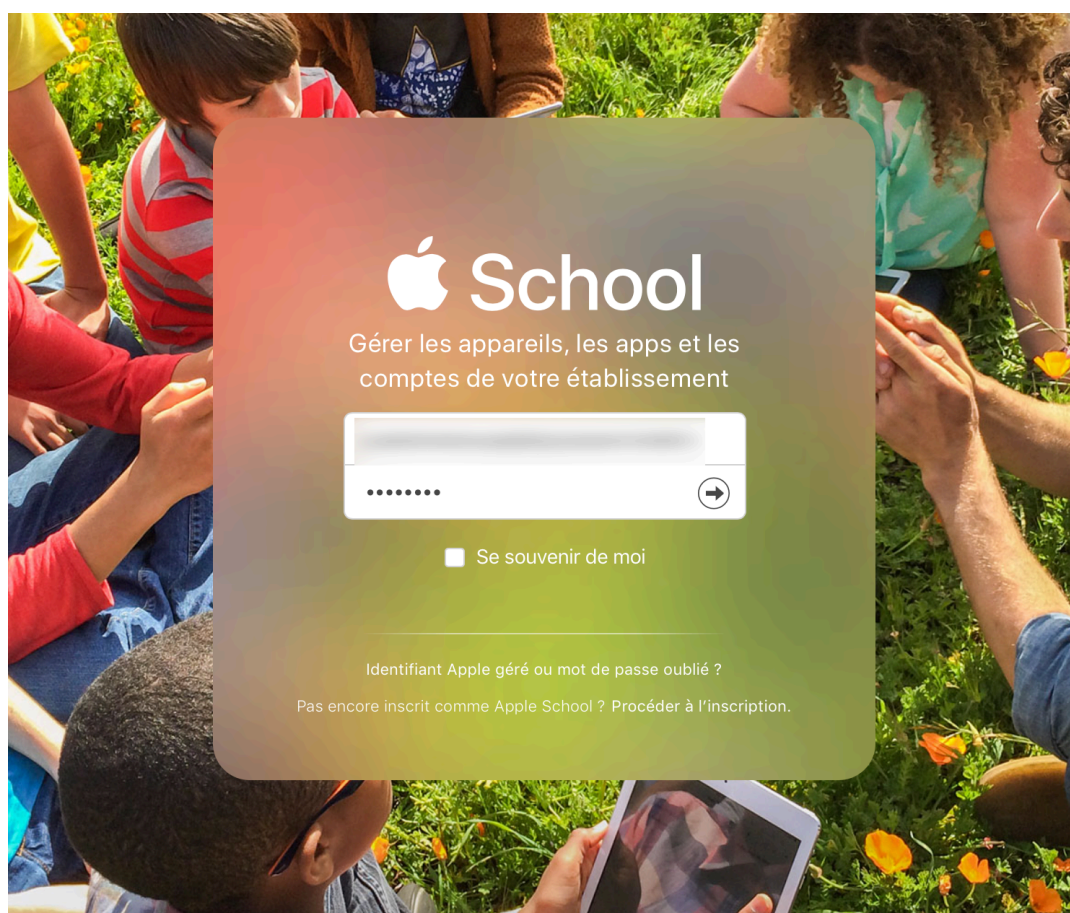 School
Gérer les appareils, les apps et les
comptes de votre établissement
••••••••
Se souvenir de moi
Identifiant Apple géré ou mot de passe oublié ?
Pas encore inscrit comme Apple School ? Procéder à l’inscription.